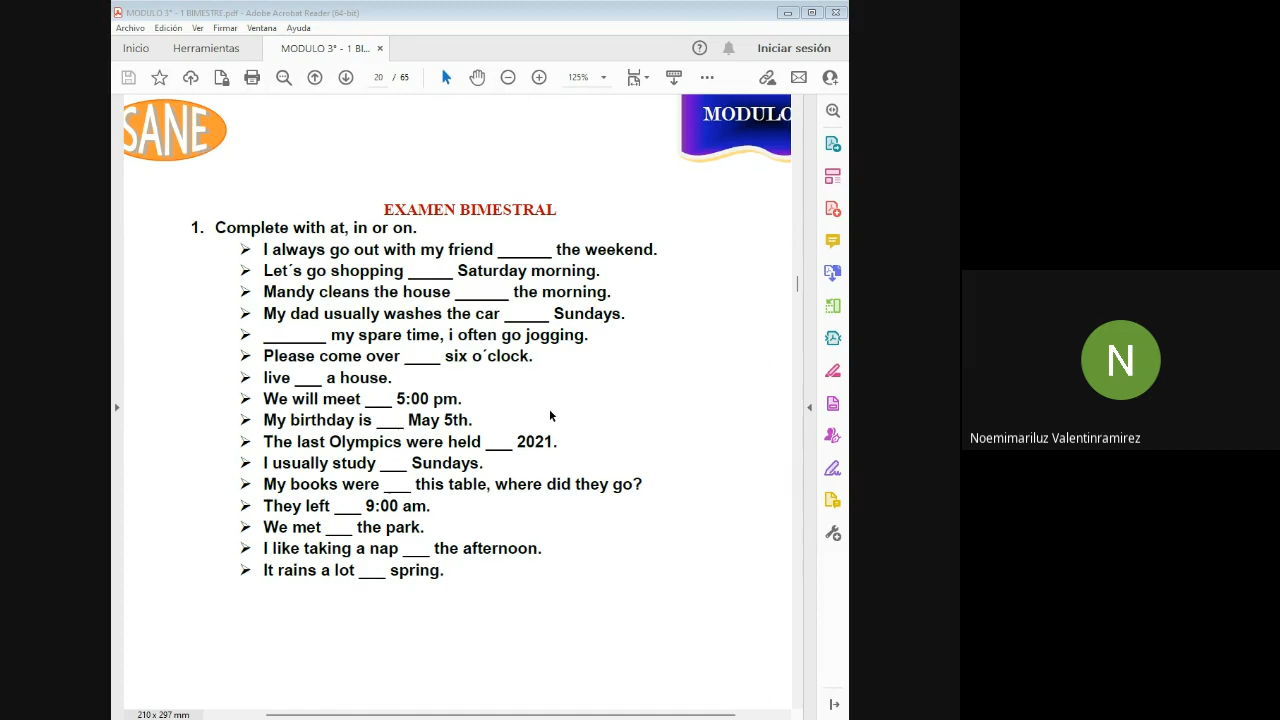 MODULO 3° - 1 BIMESTRE.pdf - Adobe Acrobat Reader (64-bit)
Archivo Edición Ver Firmar Ventana Ayuda
Inicio Herramientas MODULO 3° - 1 BI... × Iniciar sesión
20 / 65 125%
SANE
MODULO
EXAMEN BIMESTRAL
1. Complete with at, in or on.
➢ I always go out with my friend ______ the weekend.
➢ Let´s go shopping _____ Saturday morning.
➢ Mandy cleans the house ______ the morning.
➢ My dad usually washes the car _____ Sundays.
➢ _______ my spare time, i often go jogging.
➢ Please come over ____ six o´clock.
➢ live ___ a house.
➢ We will meet ___ 5:00 pm.
➢ My birthday is ___ May 5th.
➢ The last Olympics were held ___ 2021.
➢ I usually study ___ Sundays.
➢ My books were ___ this table, where did they go?
➢ They left ___ 9:00 am.
➢ We met ___ the park.
➢ I like taking a nap ___ the afternoon.
➢ It rains a lot ___ spring.
210 x 297 mm
N
Noemimariluz Valentinramirez